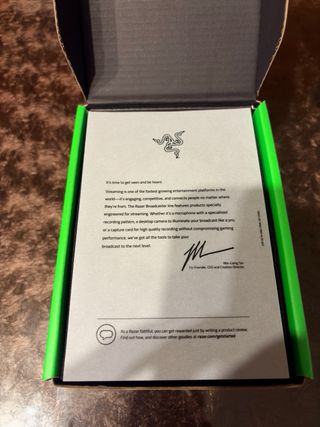 It's time to get seen and be heard.
Streaming is one of the fastest growing entertainment platforms in the
world—it's engaging, competitive, and connects people no matter where
they're from. The Razer Broadcaster line features products specially
engineered for streaming. Whether it's a microphone with a specialized
recording pattern, a desktop camera to illuminate your broadcast like a pro,
or a capture card for high quality recording without compromising gaming
performance, we've got all the tools to take your
broadcast to the next level.
Min-Liang Tan
Co-Founder, CEO and Creative Director
As a Razer faithful, you can get rewarded just by writing a product review.
Find out how, and discover other goodies at razer.com/getstarted